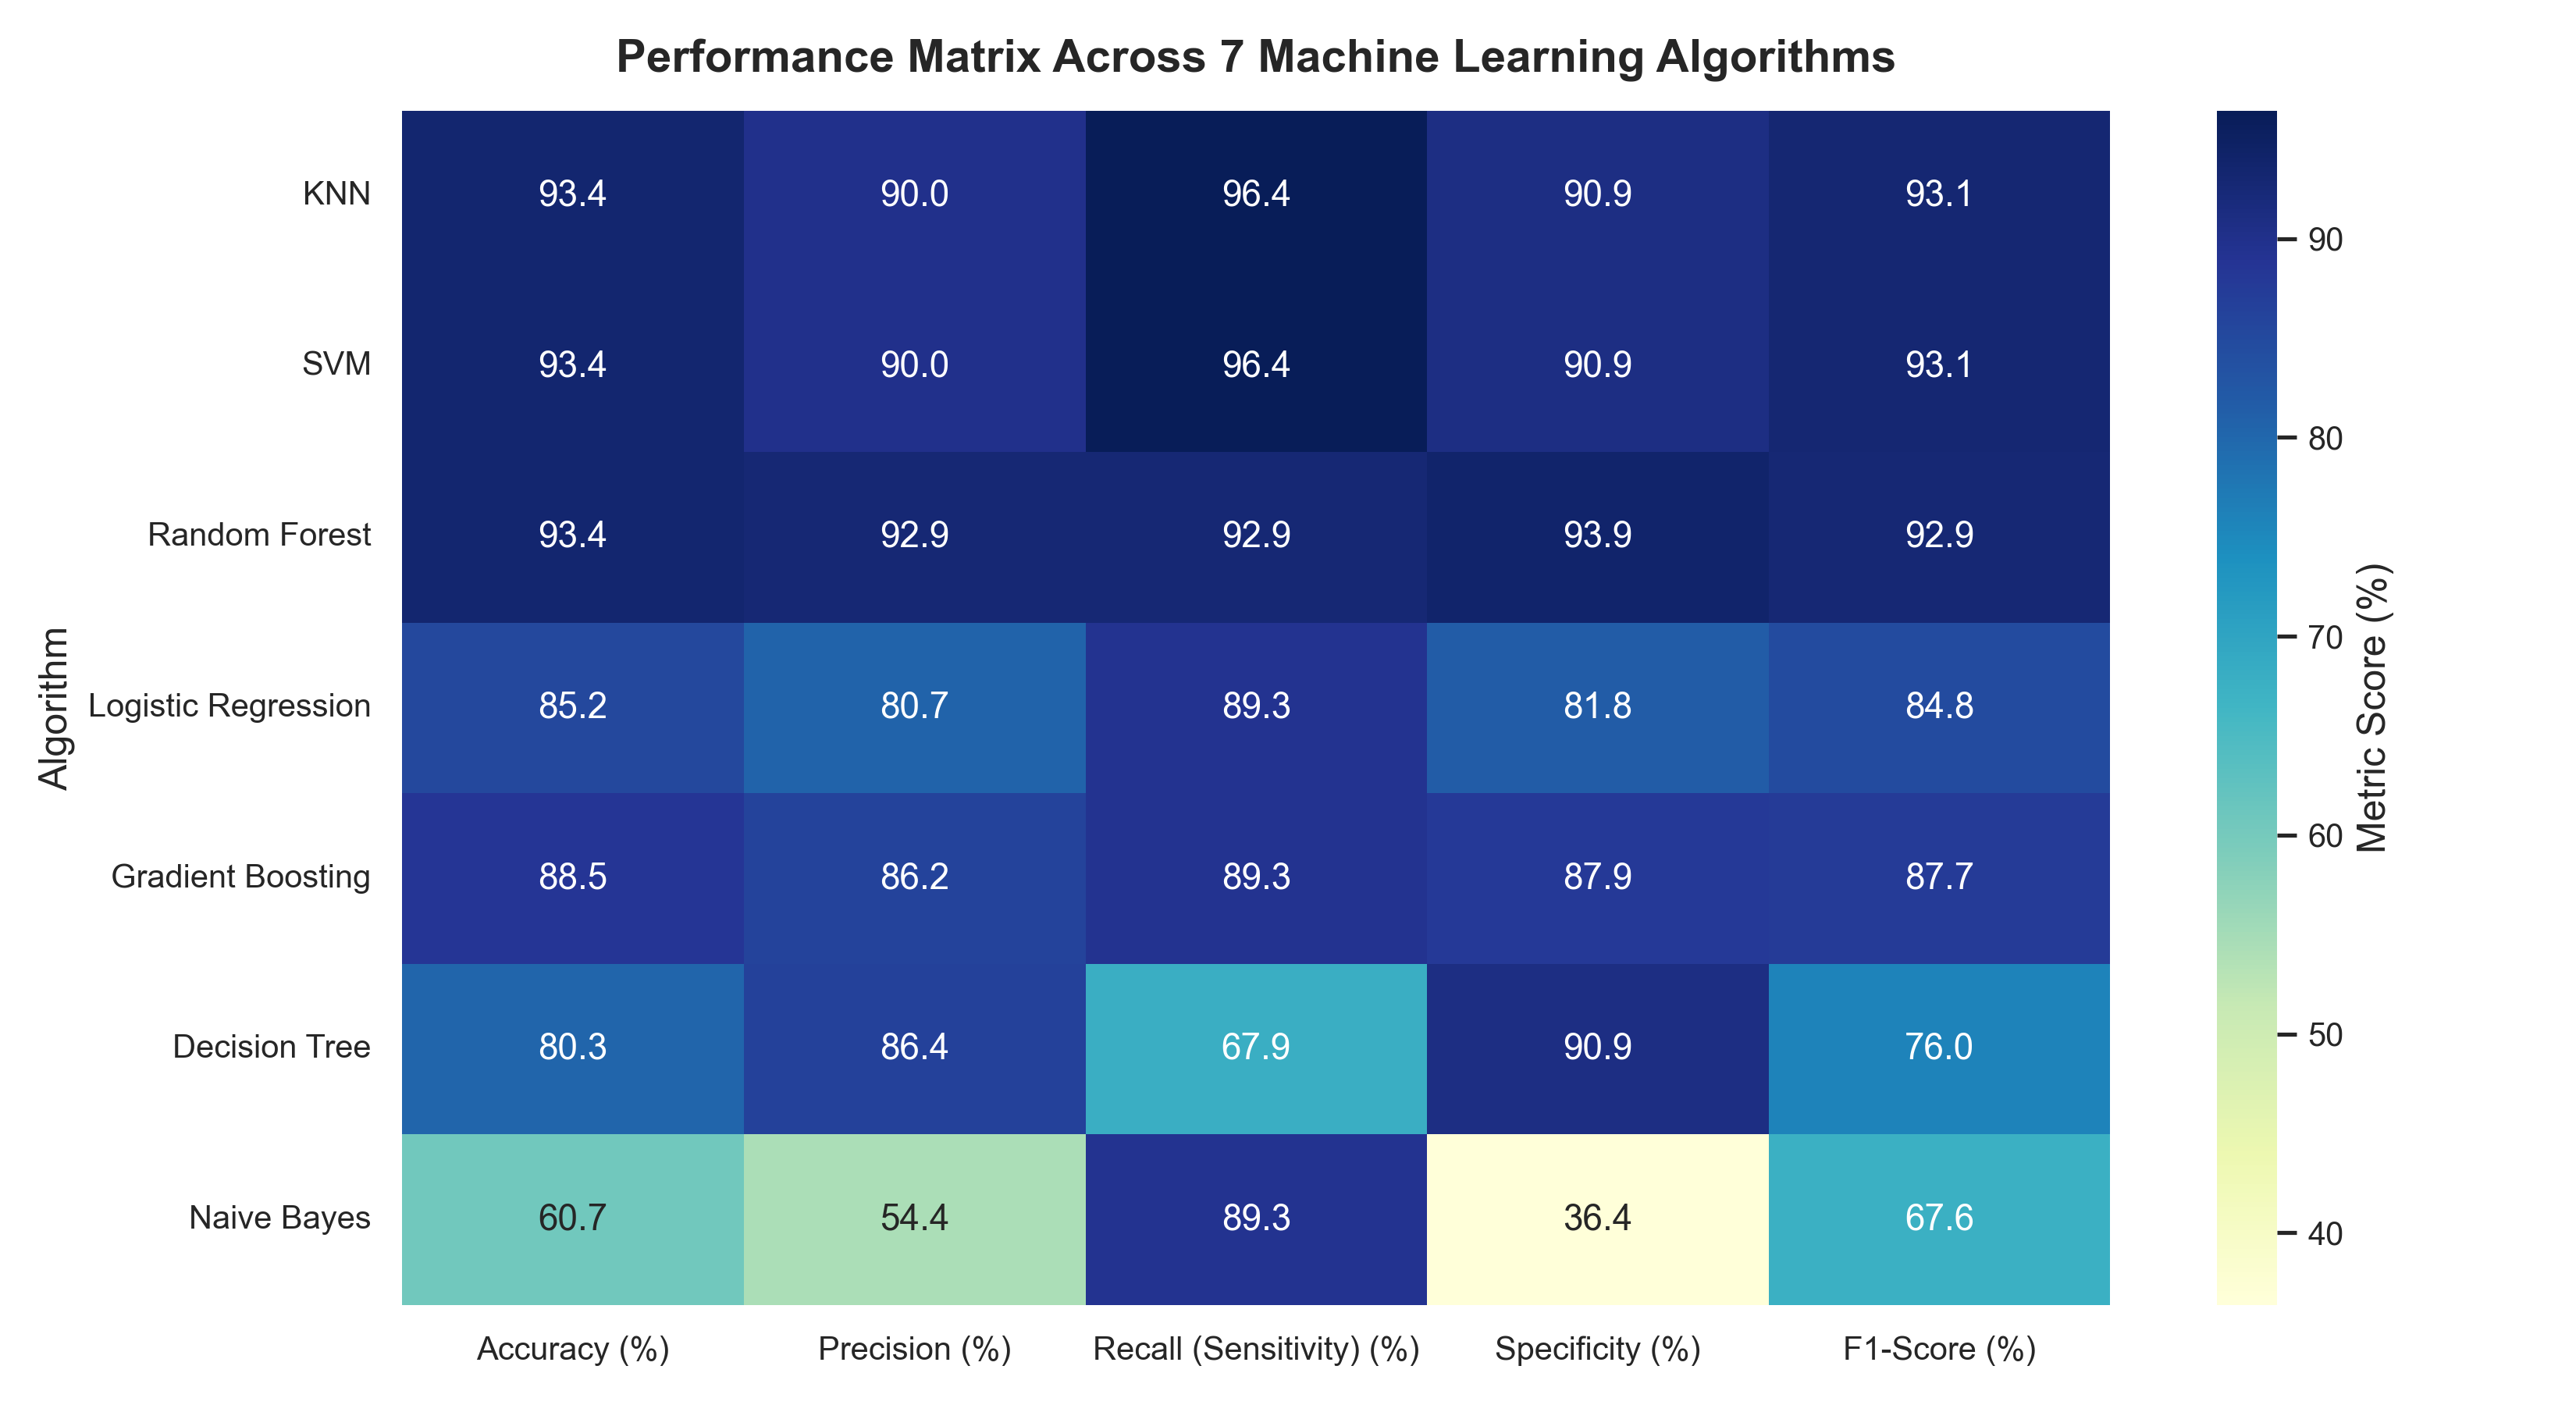 Performance Matrix Across 7 Machine Learning Algorithms
KNN 93.4 90.0 96.4 90.9 93.1
SVM 93.4 90.0 96.4 90.9 93.1
Random Forest 93.4 92.9 92.9 93.9 92.9
Logistic Regression 85.2 80.7 89.3 81.8 84.8
Gradient Boosting 88.5 86.2 89.3 87.9 87.7
Decision Tree 80.3 86.4 67.9 90.9 76.0
Naive Bayes 60.7 54.4 89.3 36.4 67.6
Accuracy (%) Precision (%) Recall (Sensitivity) (%) Specificity (%) F1-Score (%)
Algorithm
90
80
70
60
50
40
Metric Score (%)